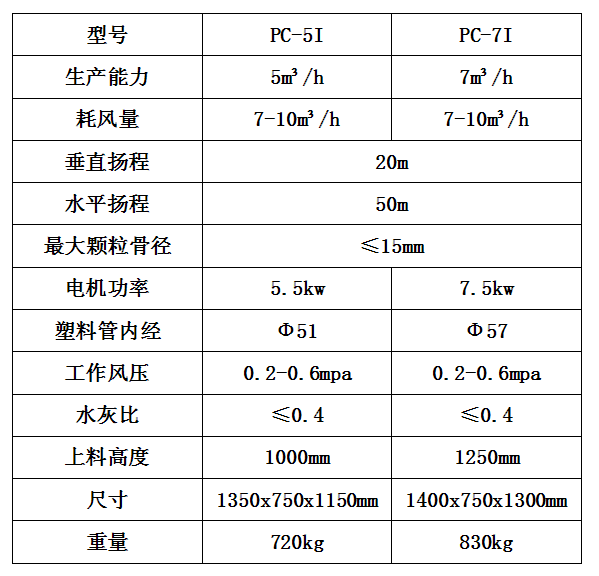 型号 PC-5I PC-7I
生产能力 5m³/h 7m³/h
耗风量 7-10m³/h 7-10m³/h
垂直扬程 20m
水平扬程 50m
最大颗粒骨径 ≤15mm
电机功率 5.5kw 7.5kw
塑料管内经 Φ51 Φ57
工作风压 0.2-0.6mpa 0.2-0.6mpa
水灰比 ≤0.4 ≤0.4
上料高度 1000mm 1250mm
尺寸 1350x750x1150mm 1400x750x1300mm
重量 720kg 830kg